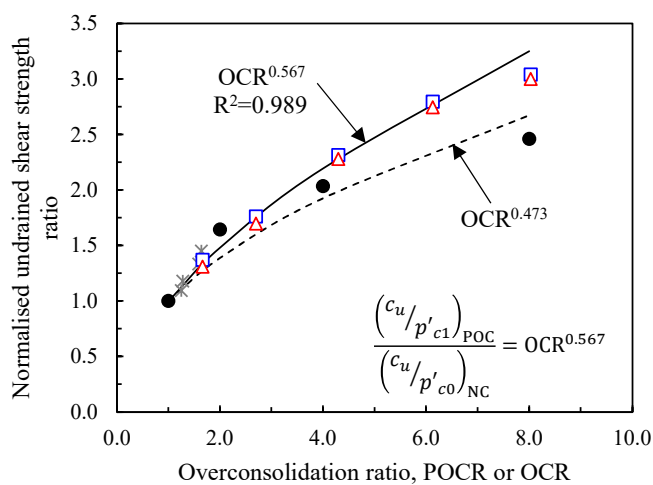 3.5
3.0
2.5
2.0
1.5
1.0
0.5
0.0
Normalised undrained shear strength
ratio
OCR^0.567
R²=0.989
OCR^0.473
(c_u/p'_c1)_POC
(c_u/p'_c0)_NC
= OCR^0.567
0.0 2.0 4.0 6.0 8.0 10.0
Overconsolidation ratio, POCR or OCR